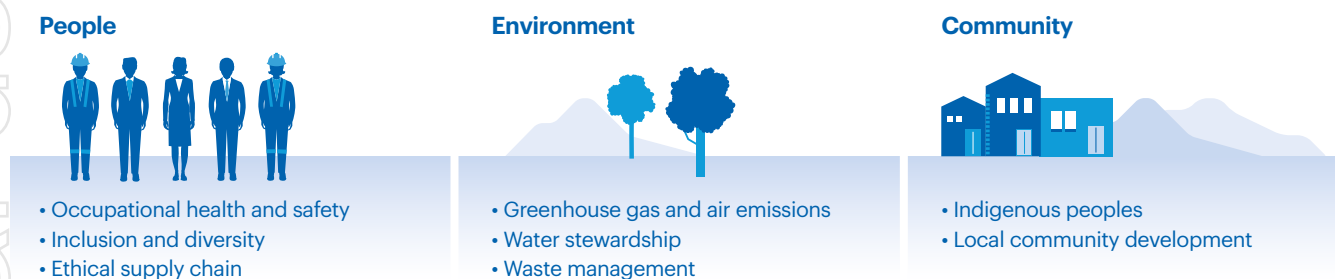 People
• Occupational health and safety
• Inclusion and diversity
• Ethical supply chain
Environment
• Greenhouse gas and air emissions
• Water stewardship
• Waste management
Community
• Indigenous peoples
• Local community development